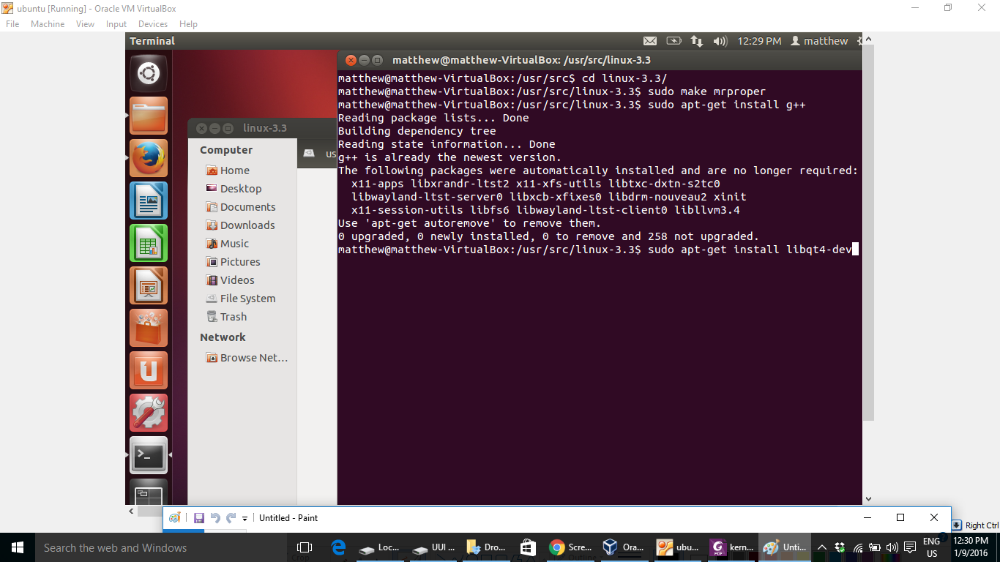 ubuntu [Running] - Oracle VM VirtualBox
File Machine View Input Devices Help
Terminal
12:29 PM matthew
matthew@matthew-VirtualBox: /usr/src/linux-3.3
matthew@matthew-VirtualBox:/usr/src$ cd linux-3.3/
matthew@matthew-VirtualBox:/usr/src/linux-3.3$ sudo make mrproper
matthew@matthew-VirtualBox:/usr/src/linux-3.3$ sudo apt-get install g++
Reading package lists... Done
Building dependency tree
Reading state information... Done
g++ is already the newest version.
The following packages were automatically installed and are no longer required:
x11-apps libxrandr-ltst2 x11-xfs-utils libtxc-dxtn-s2tc0
libwayland-ltst-server0 libxcb-xfixes0 libdrm-nouveau2 xinit
x11-session-utils libfs6 libwayland-ltst-client0 libllvm3.4
Use 'apt-get autoremove' to remove them.
0 upgraded, 0 newly installed, 0 to remove and 258 not upgraded.
matthew@matthew-VirtualBox:/usr/src/linux-3.3$ sudo apt-get install libqt4-dev
linux-3.3
us
Computer
Home
Desktop
Documents
Downloads
Music
Pictures
Videos
File System
Trash
Network
Browse Net...
Untitled - Paint
Right Ctrl
Search the web and Windows
Loc...
UUI ...
Dro...
Scre...
Ora...
ubu...
kern...
Unti...
ENG
US
12:30 PM
1/9/2016